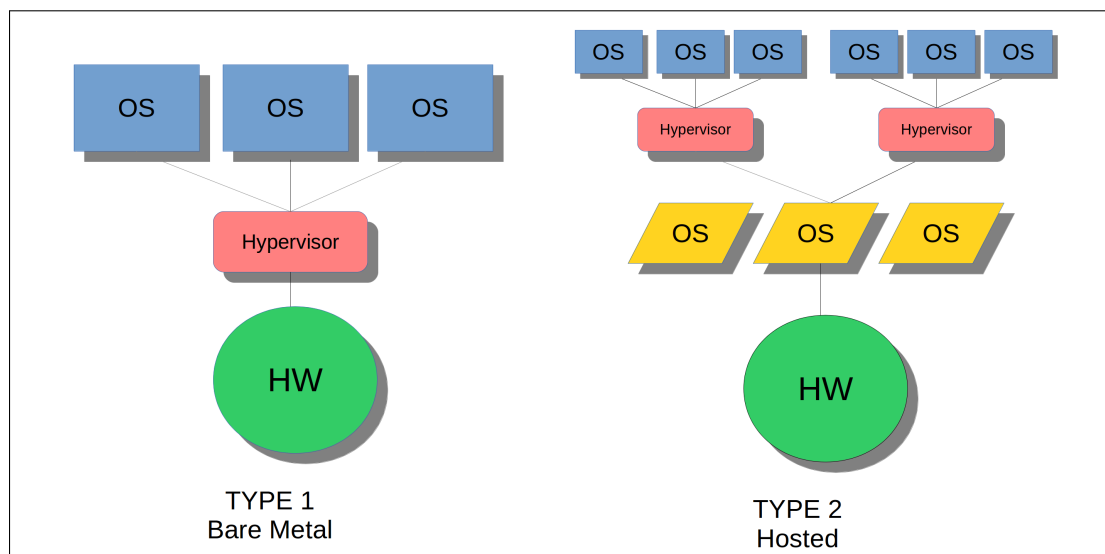 OS
OS
OS
Hypervisor
HW
TYPE 1
Bare Metal
OS
OS
OS
OS
OS
OS
Hypervisor
Hypervisor
OS
OS
OS
HW
TYPE 2
Hosted